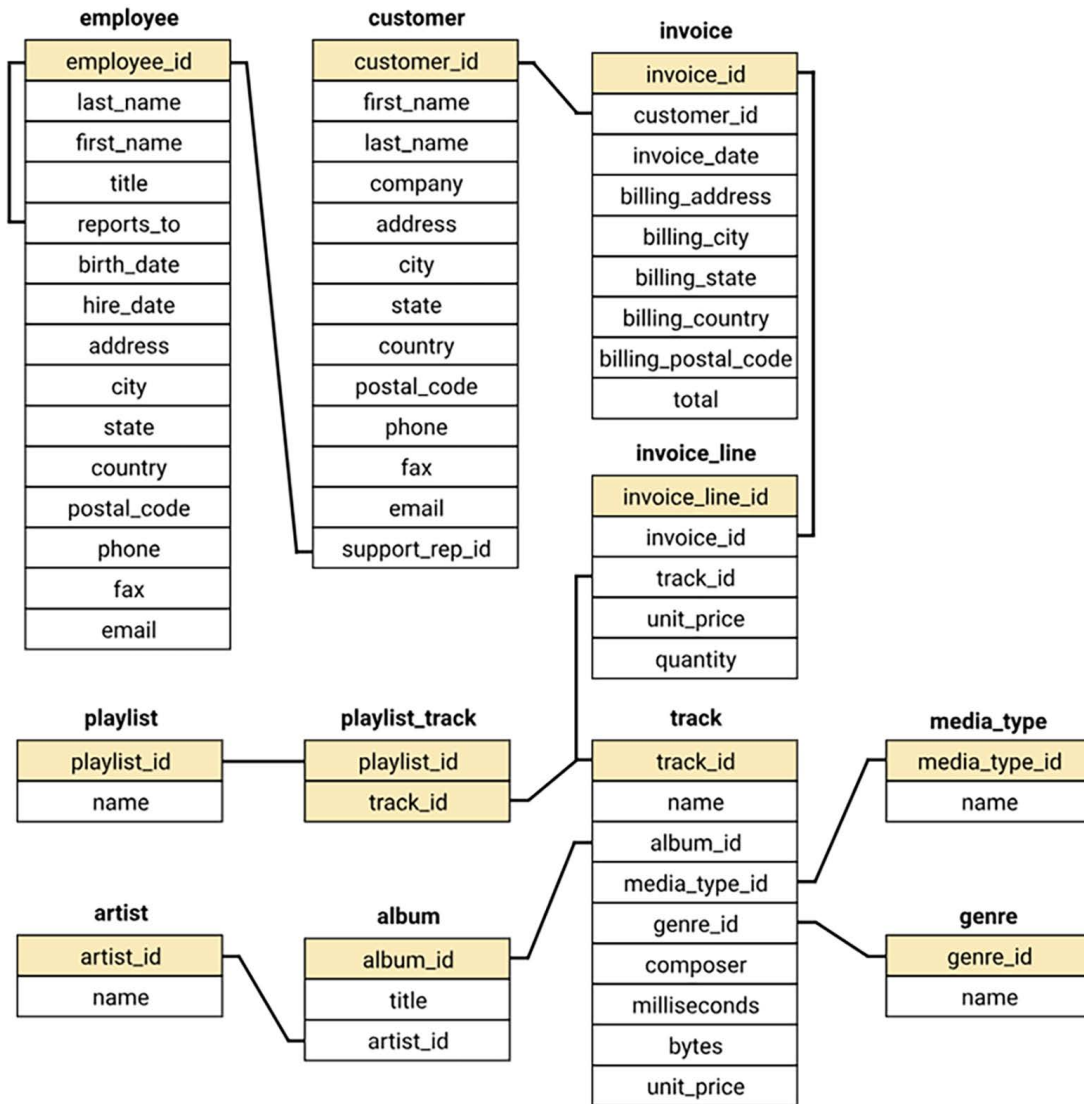 employee
employee_id
last_name
first_name
title
reports_to
birth_date
hire_date
address
city
state
country
postal_code
phone
fax
email
customer
customer_id
first_name
last_name
company
address
city
state
country
postal_code
phone
fax
email
support_rep_id
invoice
invoice_id
customer_id
invoice_date
billing_address
billing_city
billing_state
billing_country
billing_postal_code
total
invoice_line
invoice_line_id
invoice_id
track_id
unit_price
quantity
playlist
playlist_id
name
playlist_track
playlist_id
track_id
track
track_id
name
album_id
media_type_id
genre_id
composer
milliseconds
bytes
unit_price
media_type
media_type_id
name
artist
artist_id
name
album
album_id
title
artist_id
genre
genre_id
name